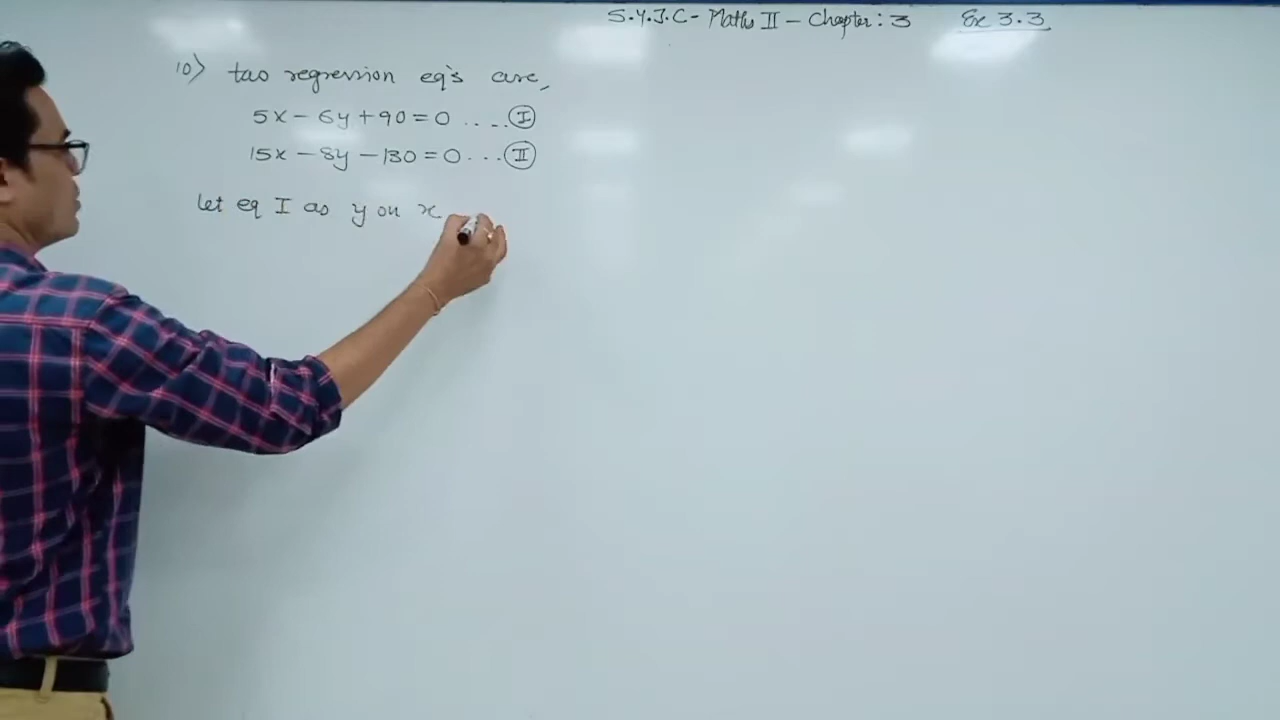 S.Y.J.C - Maths II - Chapter : 3 Ex 3.3
10) two regression eq's are,
5x - 6y + 90 = 0 .... I
15x - 8y - 130 = 0 ... II
let eq I as y on x